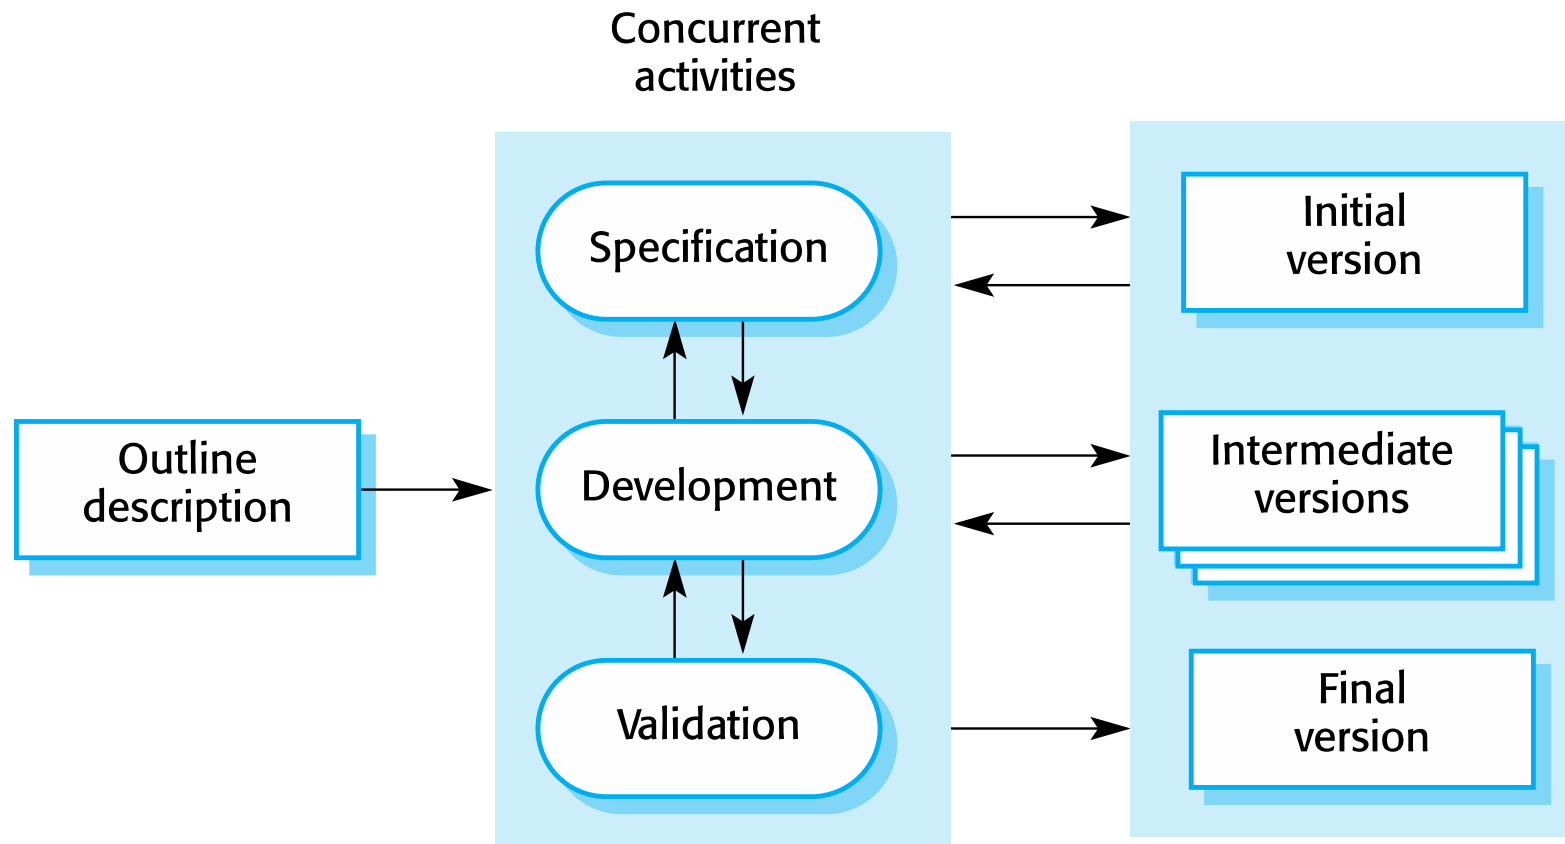 Concurrent
activities
Specification
Initial
version
Outline
description
Development
Intermediate
versions
Validation
Final
version